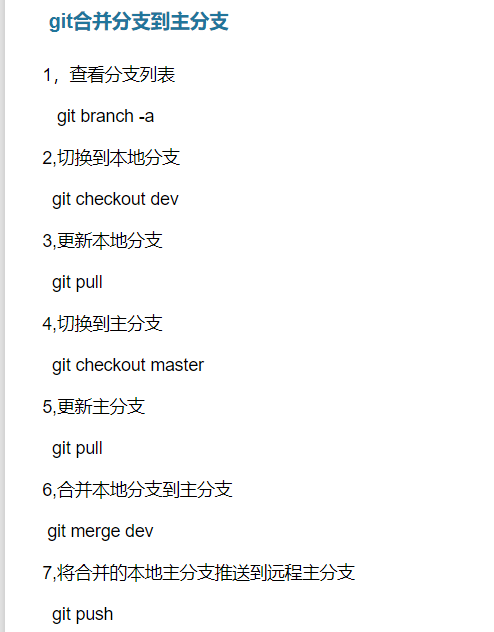 git合并分支到主分支
1，查看分支列表
git branch -a
2,切换到本地分支
git checkout dev
3,更新本地分支
git pull
4,切换到主分支
git checkout master
5,更新主分支
git pull
6,合并本地分支到主分支
git merge dev
7,将合并的本地主分支推送到远程主分支
git push